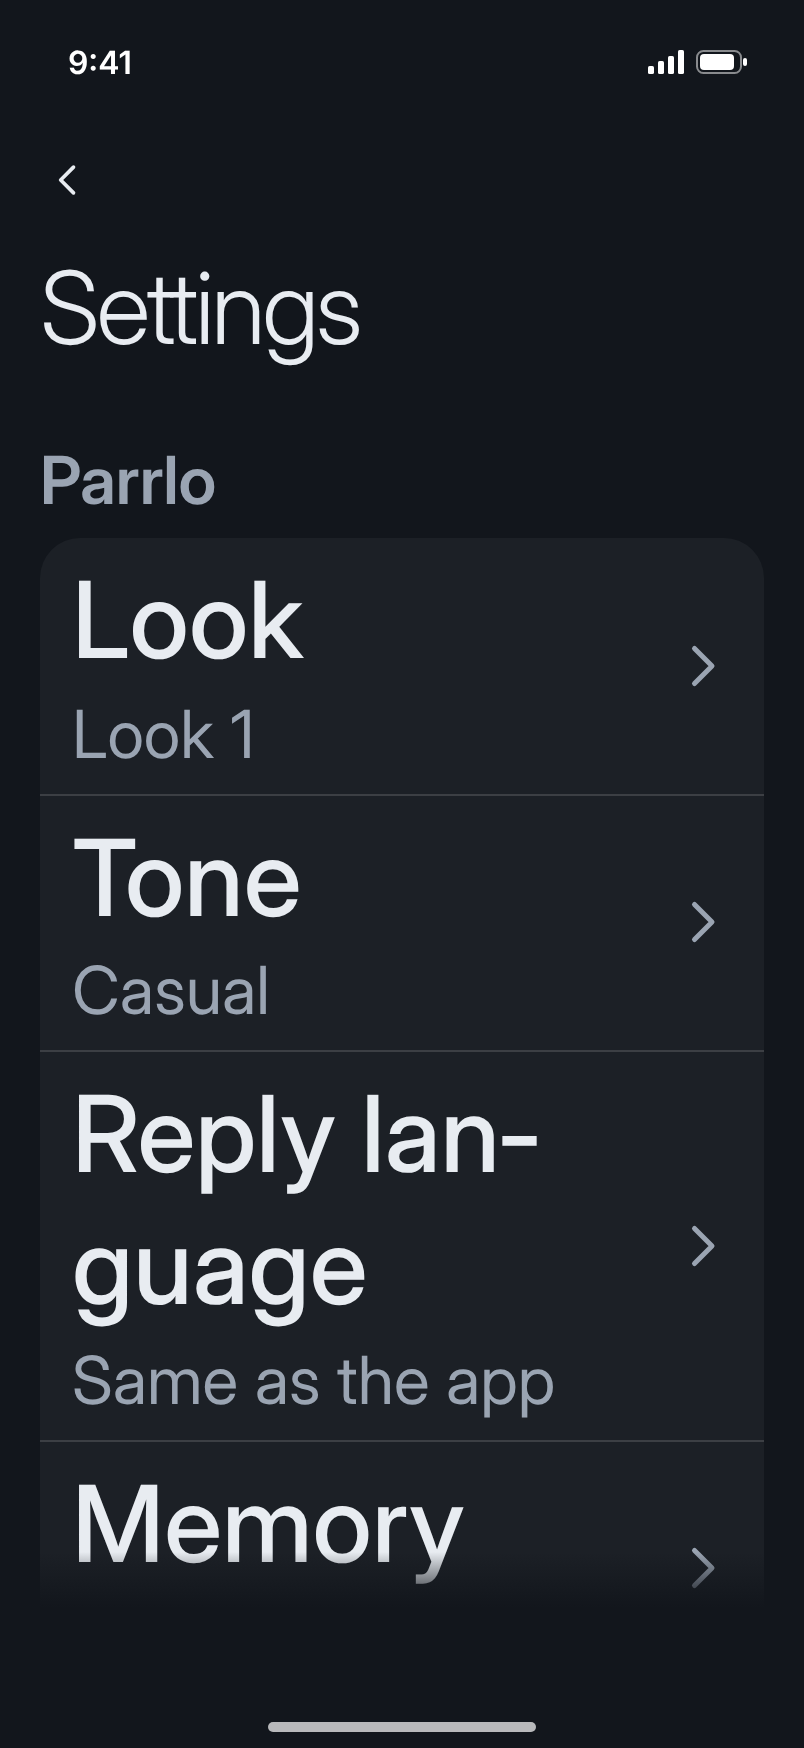 9:41
Settings
Parrlo
Look
Look 1
Tone
Casual
Reply lan-
guage
Same as the app
Memory